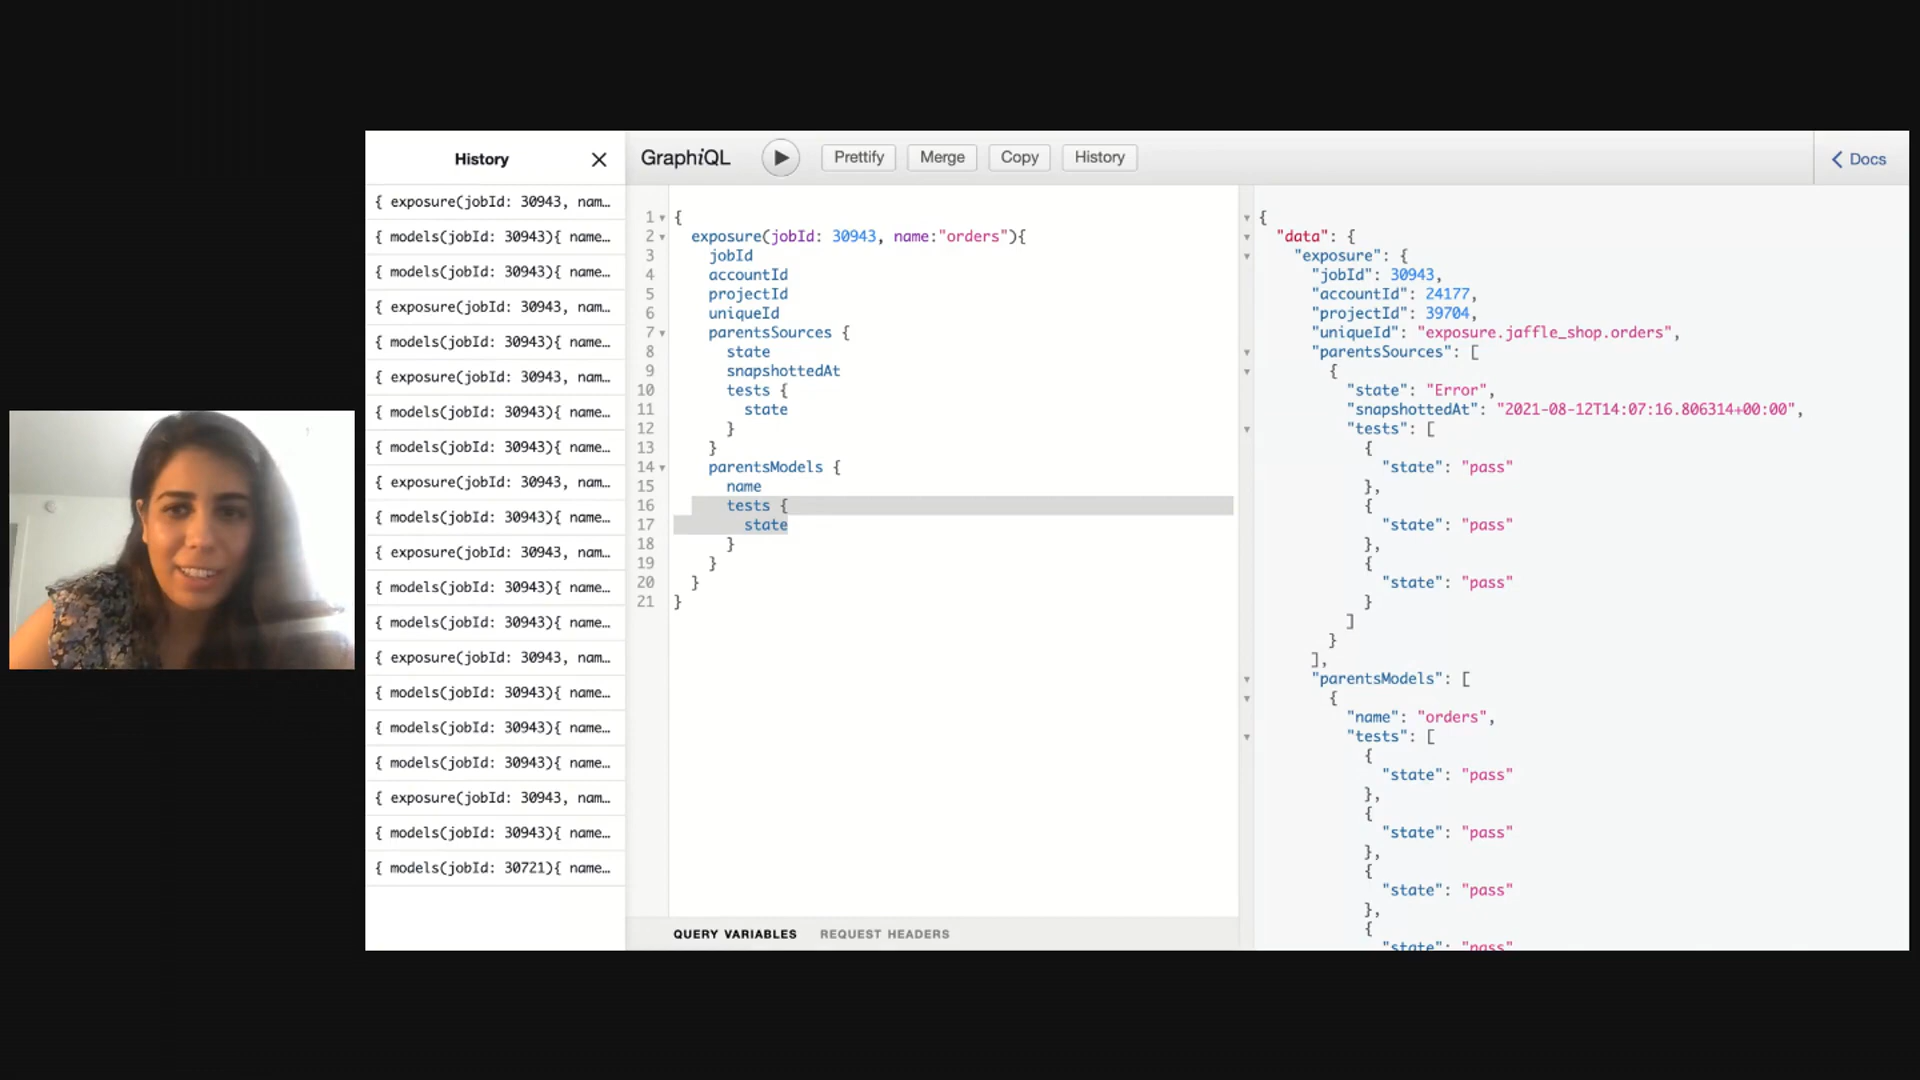 History
{ exposure(jobId: 30943, nam...
{ models(jobId: 30943){ name...
{ models(jobId: 30943){ name...
{ exposure(jobId: 30943, nam...
{ models(jobId: 30943){ name...
{ exposure(jobId: 30943, nam...
{ models(jobId: 30943){ name...
{ models(jobId: 30943){ name...
{ exposure(jobId: 30943, nam...
{ models(jobId: 30943){ name...
{ exposure(jobId: 30943, nam...
{ models(jobId: 30943){ name...
{ models(jobId: 30943){ name...
{ exposure(jobId: 30943, nam...
{ models(jobId: 30943){ name...
{ models(jobId: 30943){ name...
{ models(jobId: 30943){ name...
{ exposure(jobId: 30943, nam...
{ models(jobId: 30943){ name...
{ models(jobId: 30721){ name...
GraphiQL
Prettify
Merge
Copy
History
Docs
1 {
2 exposure(jobId: 30943, name:"orders"){
3 jobId
4 accountId
5 projectId
6 uniqueId
7 parentsSources {
8 state
9 snapshottedAt
10 tests {
11 state
12 }
13 }
14 parentsModels {
15 name
16 tests {
17 state
18 }
19 }
20 }
21 }
QUERY VARIABLES
REQUEST HEADERS
{
"data": {
"exposure": {
"jobId": 30943,
"accountId": 24177,
"projectId": 39704,
"uniqueId": "exposure.jaffle_shop.orders",
"parentsSources": [
{
"state": "Error",
"snapshottedAt": "2021-08-12T14:07:16.806314+00:00",
"tests": [
{
"state": "pass"
},
{
"state": "pass"
},
{
"state": "pass"
}
]
}
],
"parentsModels": [
{
"name": "orders",
"tests": [
{
"state": "pass"
},
{
"state": "pass"
},
{
"state": "pass"
},
{
"state": "pass"